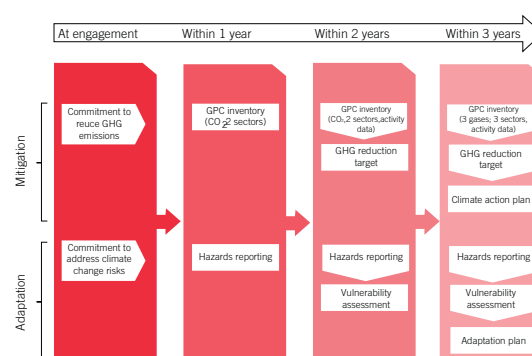 At engagement
Within 1 year
Within 2 years
Within 3 years
Mitigation
Commitment to
reuce GHG
emissions
GPC inventory
(CO2 2 sectors)
GPC inventory
(CO2,2 sectors,activity
data)
GHG reduction
target
GPC inventory
(3 gases; 3 sectors,
activity data)
GHG reduction
target
Climate action plan
Adaptation
Commitment to
address climate
change risks
Hazards reporting
Hazards reporting
Vulnerability
assessment
Hazards reporting
Vulnerability
assessment
Adaptation plan